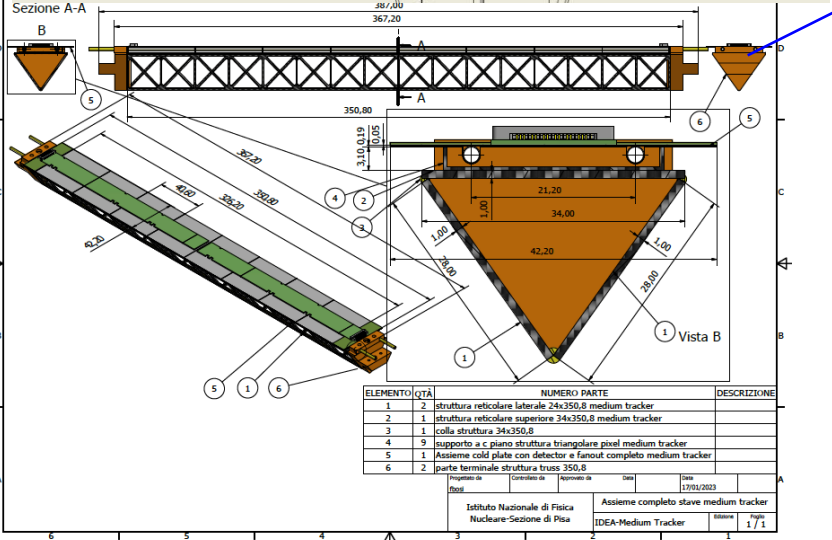 387,00
Sezione A-A
367,20
A
B
D
D
5
A
350,80
6
5
3,10
0,19
0,05
367,20
40,60
350,80
326,20
42,20
C
C
4
2
3
21,20
1,00
34,00
1,00
1,00
42,20
28,00
28,00
B
B
1
1
Vista B
5
1
6
ELEMENTO QTÀ NUMERO PARTE DESCRIZIONE
1 2 struttura reticolare laterale 24x350,8 medium tracker
2 1 struttura reticolare superiore 34x350,8 medium tracker
3 1 colla struttura 34x350,8
4 9 supporto a c piano struttura triangolare pixel medium tracker
5 1 Assieme cold plate con detector e fanout completo medium tracker
6 2 parte terminale struttura truss 350,8
A
Progettato da Controllato da Approvato da Data Data
fbosi 17/01/2023
Istituto Nazionale di Fisica
Nucleare-Sezione di Pisa
Assieme completo stave medium tracker
IDEA-Medium Tracker
Edizione Foglio
1 / 1
6 5 4 3 2 1